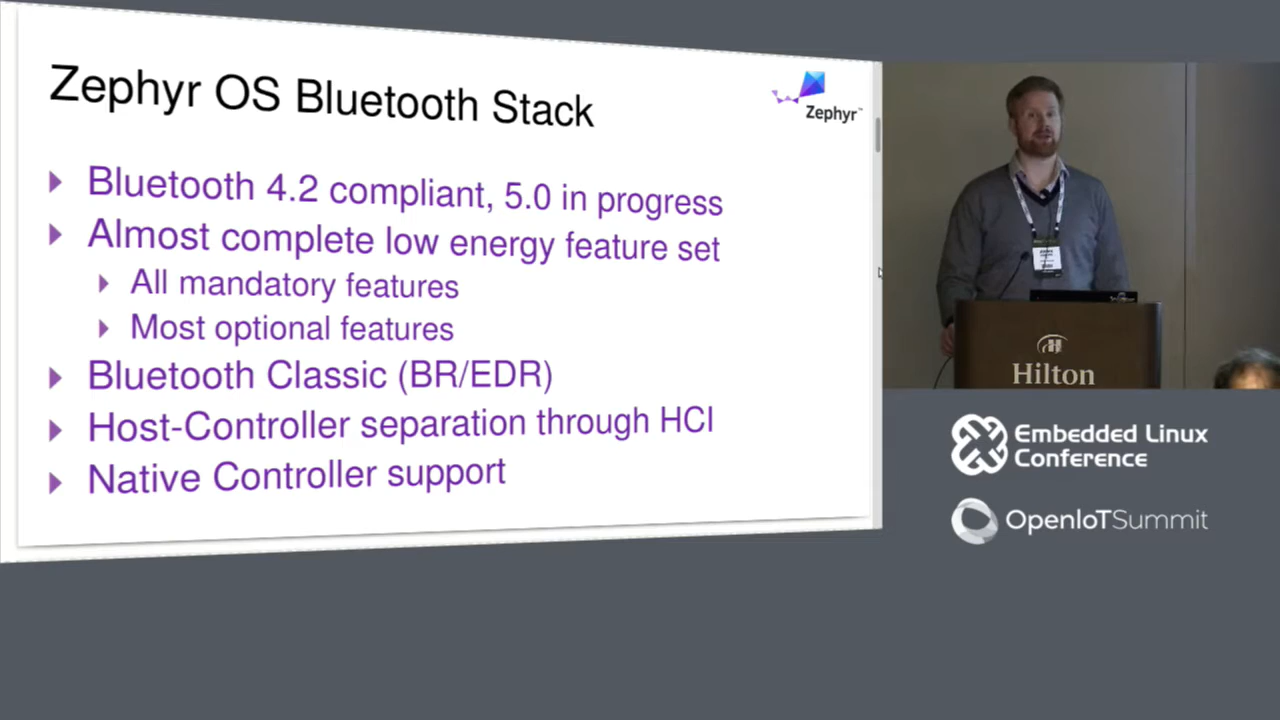 Zephyr OS Bluetooth Stack
Zephyr™
Bluetooth 4.2 compliant, 5.0 in progress
Almost complete low energy feature set
All mandatory features
Most optional features
Bluetooth Classic (BR/EDR)
Host-Controller separation through HCI
Native Controller support
Hilton
Embedded Linux
Conference
OpenIoTSummit